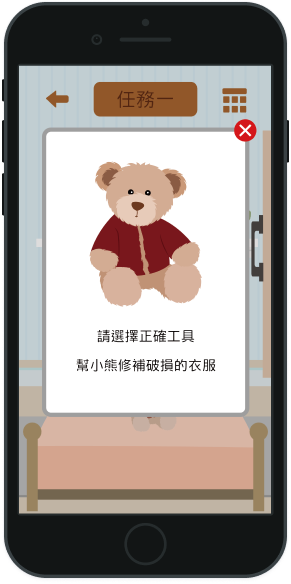 任務一
請選擇正確工具
幫小熊修補破損的衣服